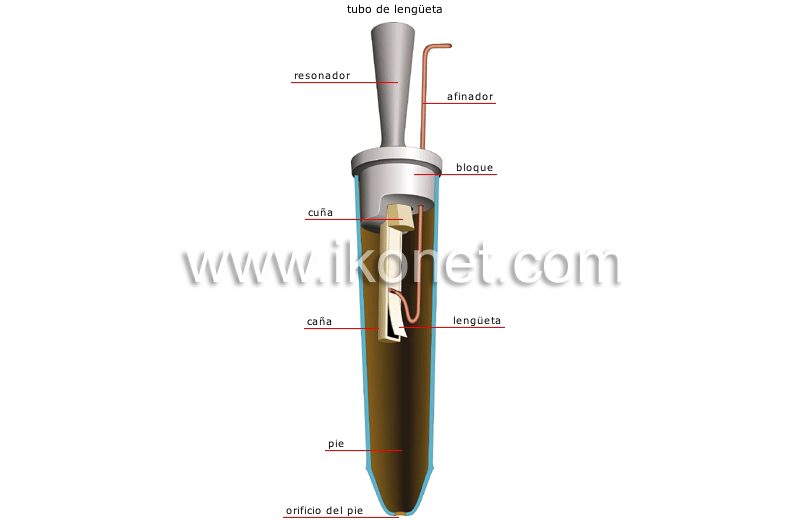 tubo de lengüeta
resonador
afinador
bloque
cuña
www.ikonet.com
caña
lengüeta
pie
orificio del pie